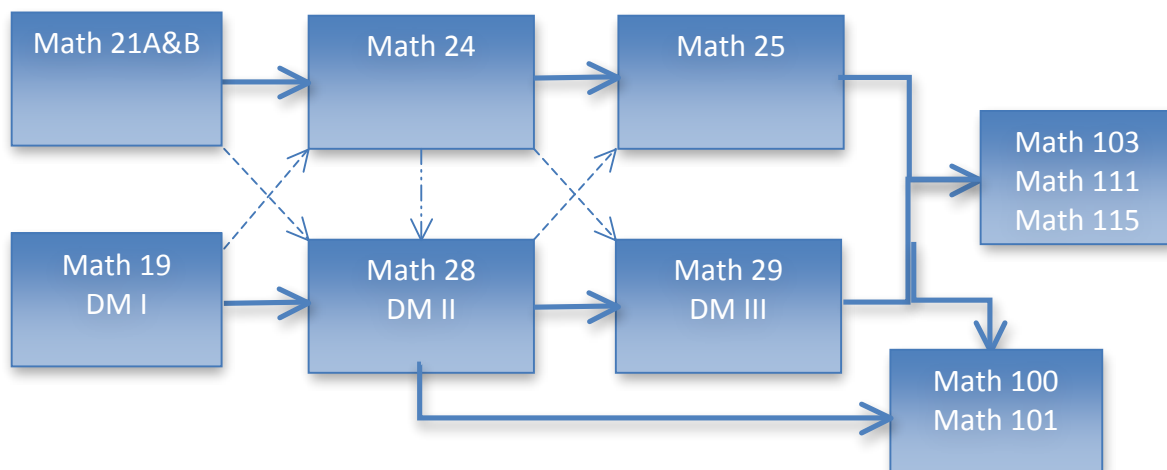 Math 21A&B
Math 24
Math 25
Math 103
Math 111
Math 115
Math 19
DM I
Math 28
DM II
Math 29
DM III
Math 100
Math 101